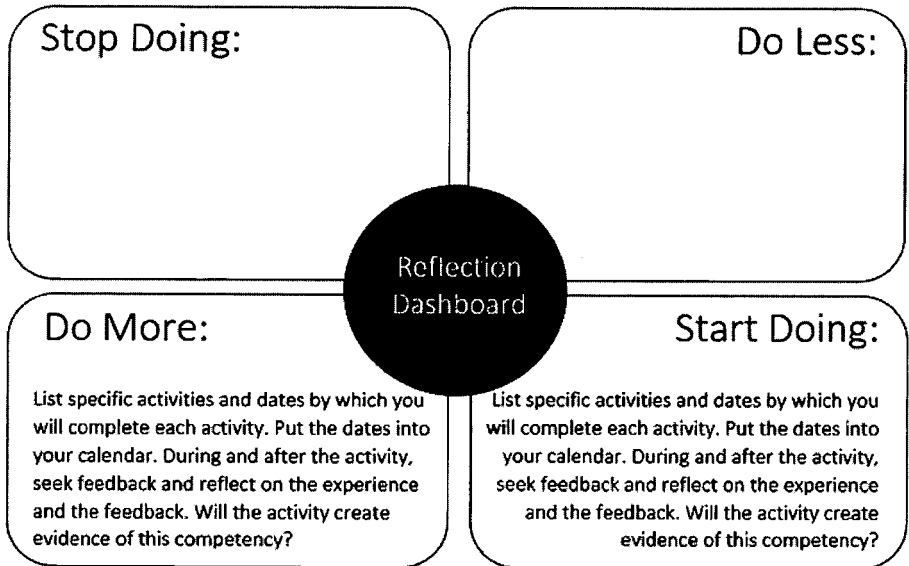 Stop Doing:
Do Less:
Reflection
Dashboard
Do More:
List specific activities and dates by which you
will complete each activity. Put the dates into
your calendar. During and after the activity,
seek feedback and reflect on the experience
and the feedback. Will the activity create
evidence of this competency?
Start Doing:
List specific activities and dates by which you
will complete each activity. Put the dates into
your calendar. During and after the activity,
seek feedback and reflect on the experience
and the feedback. Will the activity create
evidence of this competency?